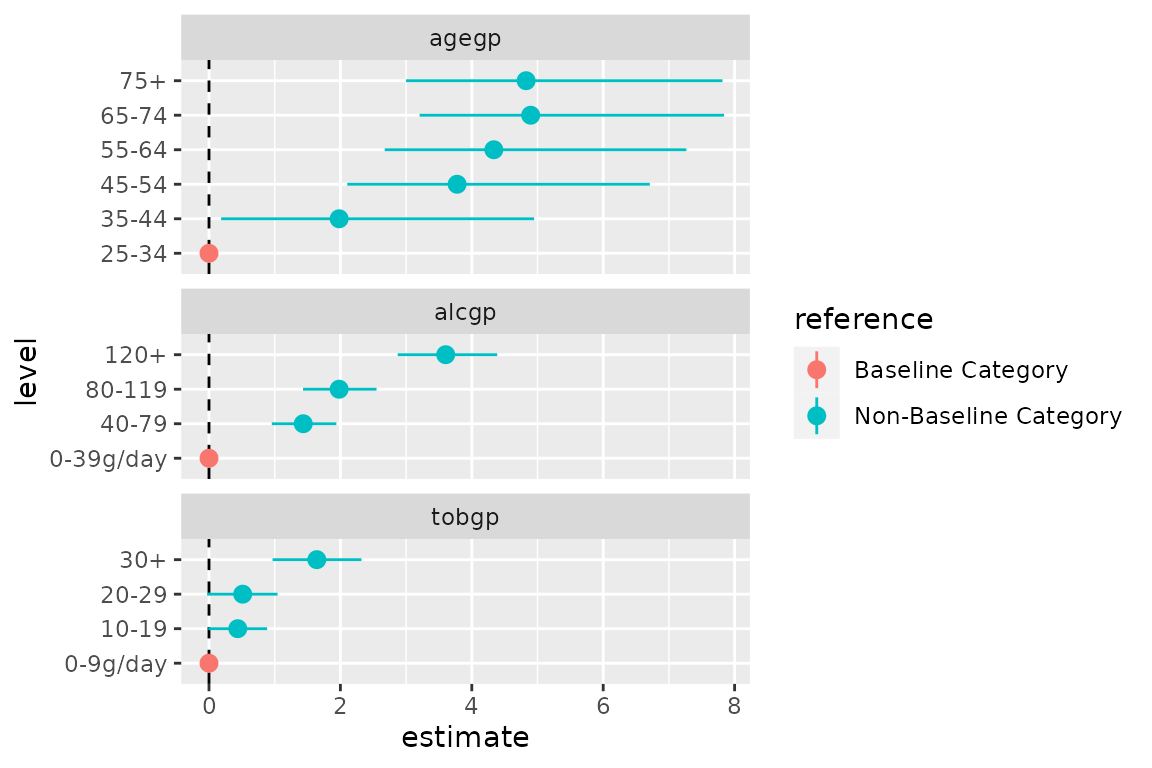 agegp
75+
65-74
55-64
45-54
35-44
25-34
alcgp
120+
80-119
40-79
0-39g/day
tobgp
30+
20-29
10-19
0-9g/day
0 2 4 6 8
estimate
level
reference
Baseline Category
Non-Baseline Category